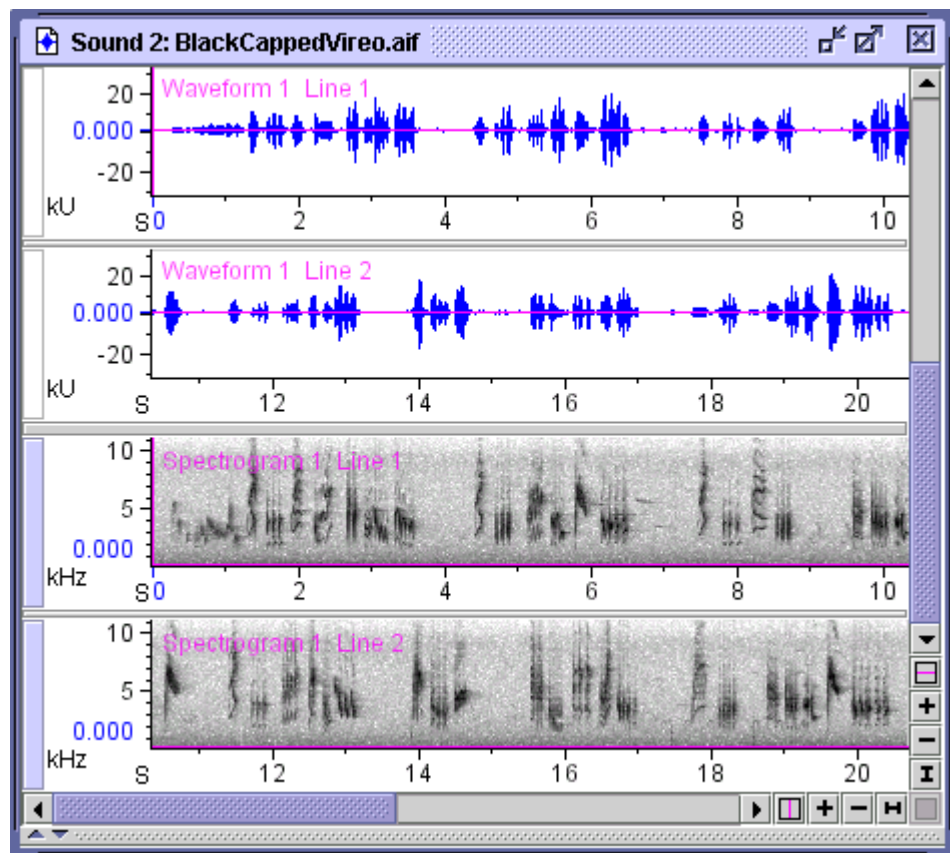 Sound 2: BlackCappedVireo.aif
Waveform 1 Line 1
20
0.000
-20
kU
S 0 2 4 6 8 10
Waveform 1 Line 2
20
0.000
-20
kU
S 12 14 16 18 20
Spectrogram 1 Line 1
10
5
0.000
kHz
S 0 2 4 6 8 10
Spectrogram 1 Line 2
10
5
0.000
kHz
S 12 14 16 18 20